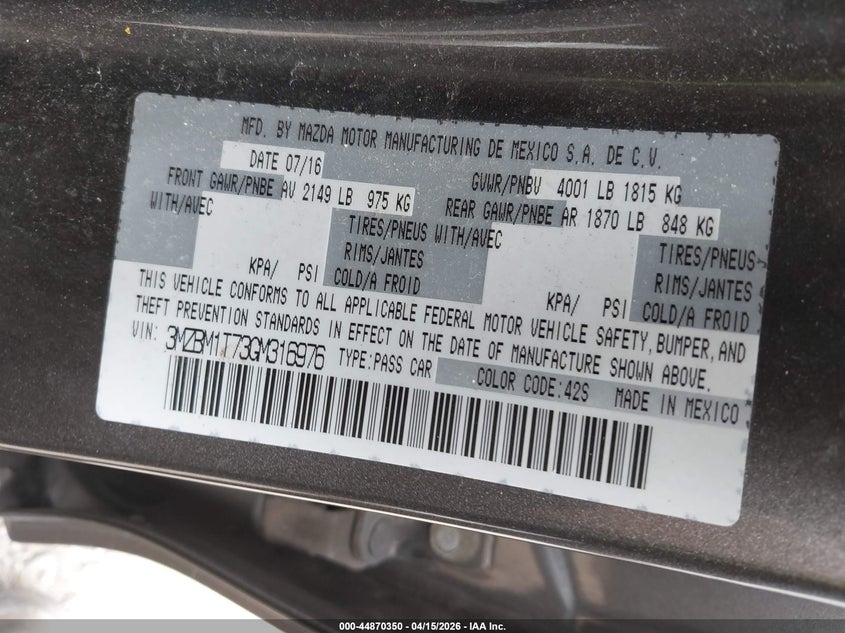 MFD. BY MAZDA MOTOR MANUFACTURING DE MEXICO S.A. DE C.V.
DATE 07/16 GVWR/PNBV 4001 LB 1815 KG
FRONT GAWR/PNBE AV 2149 LB 975 KG REAR GAWR/PNBE AR 1870 LB 848 KG
WITH/AVEC TIRES/PNEUS WITH/AVEC TIRES/PNEUS
RIMS/JANTES RIMS/JANTES
KPA/ PSI COLD/A FROID KPA/ PSI COLD/A FROID
THIS VEHICLE CONFORMS TO ALL APPLICABLE FEDERAL MOTOR VEHICLE SAFETY, BUMPER, AND
THEFT PREVENTION STANDARDS IN EFFECT ON THE DATE OF MANUFACTURE SHOWN ABOVE.
VIN: 3MZBM1T73GM316976 TYPE:PASS CAR
COLOR CODE:42S MADE IN MEXICO
000-44870350 - 04/15/2026 - IAA Inc.